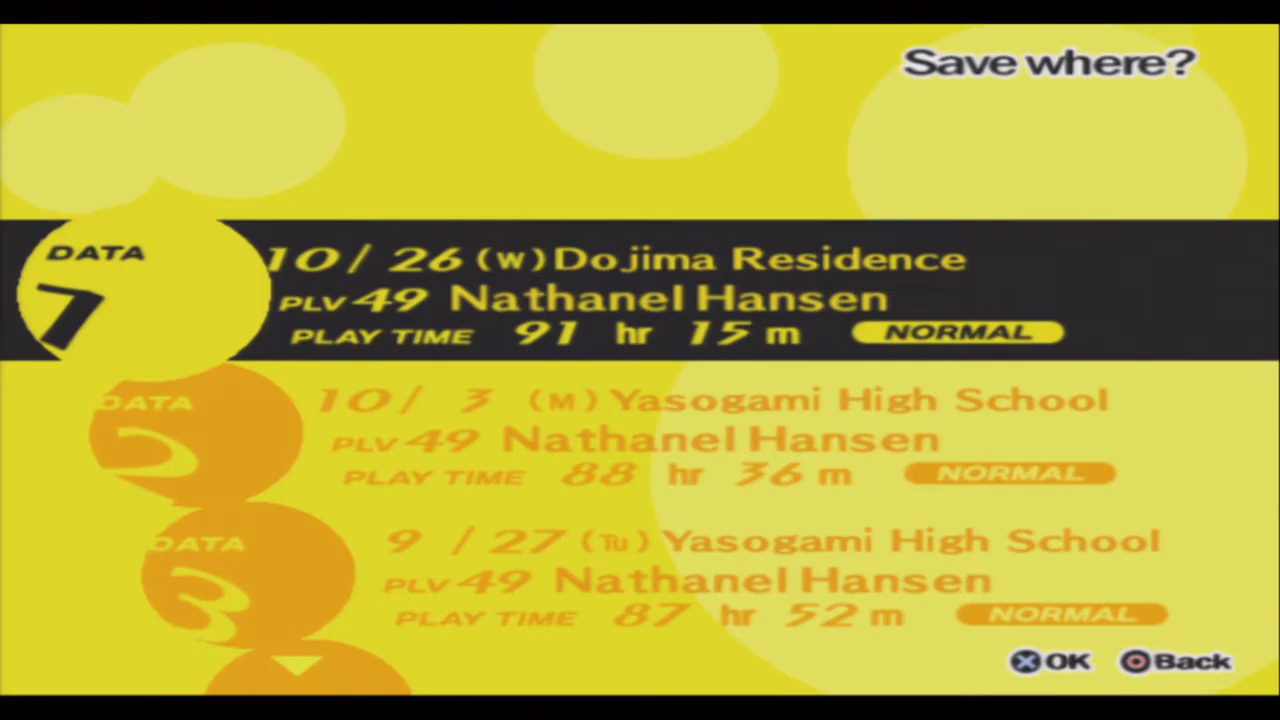 Save where?
DATA 1
10/ 26 (W) Dojima Residence
PLV 49 Nathanel Hansen
PLAY TIME 91 hr 15 m NORMAL
DATA 2
10/ 3 (M) Yasogami High School
PLV 49 Nathanel Hansen
PLAY TIME 88 hr 36 m NORMAL
DATA 3
9 / 27 (Tu) Yasogami High School
PLV 49 Nathanel Hansen
PLAY TIME 87 hr 52 m NORMAL
OK Back